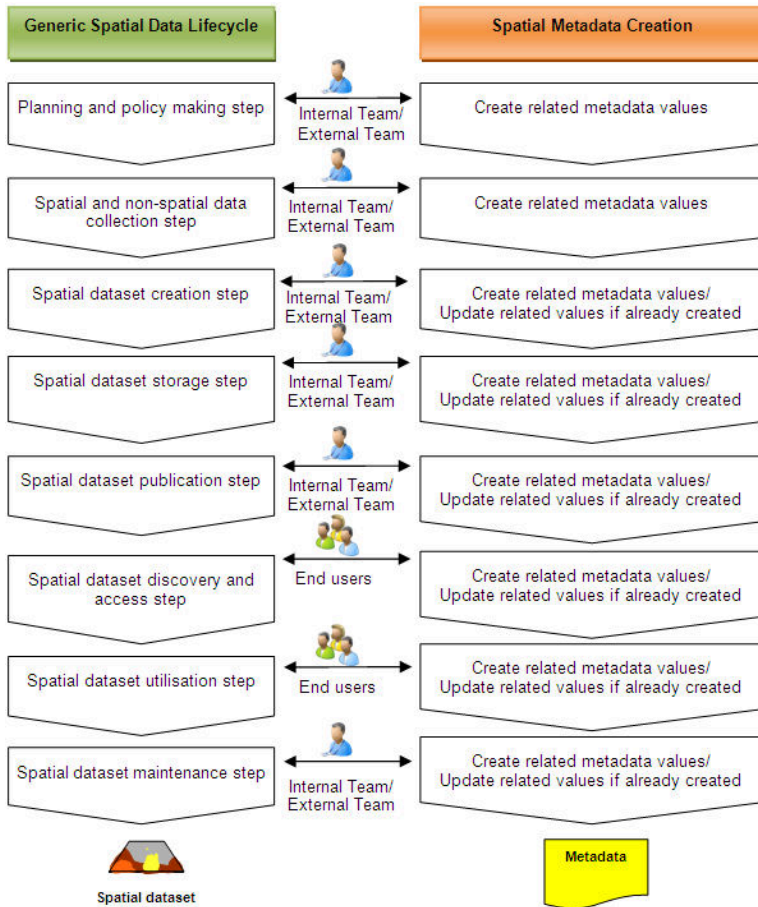 Generic Spatial Data Lifecycle
Spatial Metadata Creation
Planning and policy making step
Internal Team/
External Team
Create related metadata values
Spatial and non-spatial data
collection step
Internal Team/
External Team
Create related metadata values
Spatial dataset creation step
Internal Team/
External Team
Create related metadata values/
Update related values if already created
Spatial dataset storage step
Internal Team/
External Team
Create related metadata values/
Update related values if already created
Spatial dataset publication step
Internal Team/
External Team
Create related metadata values/
Update related values if already created
Spatial dataset discovery and
access step
End users
Create related metadata values/
Update related values if already created
Spatial dataset utilisation step
End users
Create related metadata values/
Update related values if already created
Spatial dataset maintenance step
Internal Team/
External Team
Create related metadata values/
Update related values if already created
Spatial dataset
Metadata